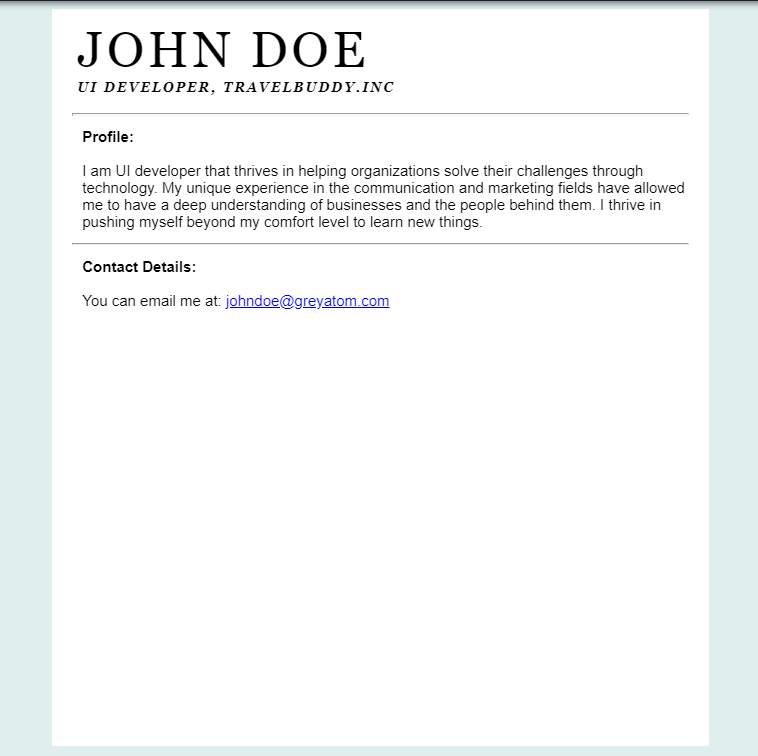 JOHN DOE
UI DEVELOPER, TRAVELBUDDY.INC
Profile:
I am UI developer that thrives in helping organizations solve their challenges through
technology. My unique experience in the communication and marketing fields have allowed
me to have a deep understanding of businesses and the people behind them. I thrive in
pushing myself beyond my comfort level to learn new things.
Contact Details:
You can email me at: johndoe@greyatom.com